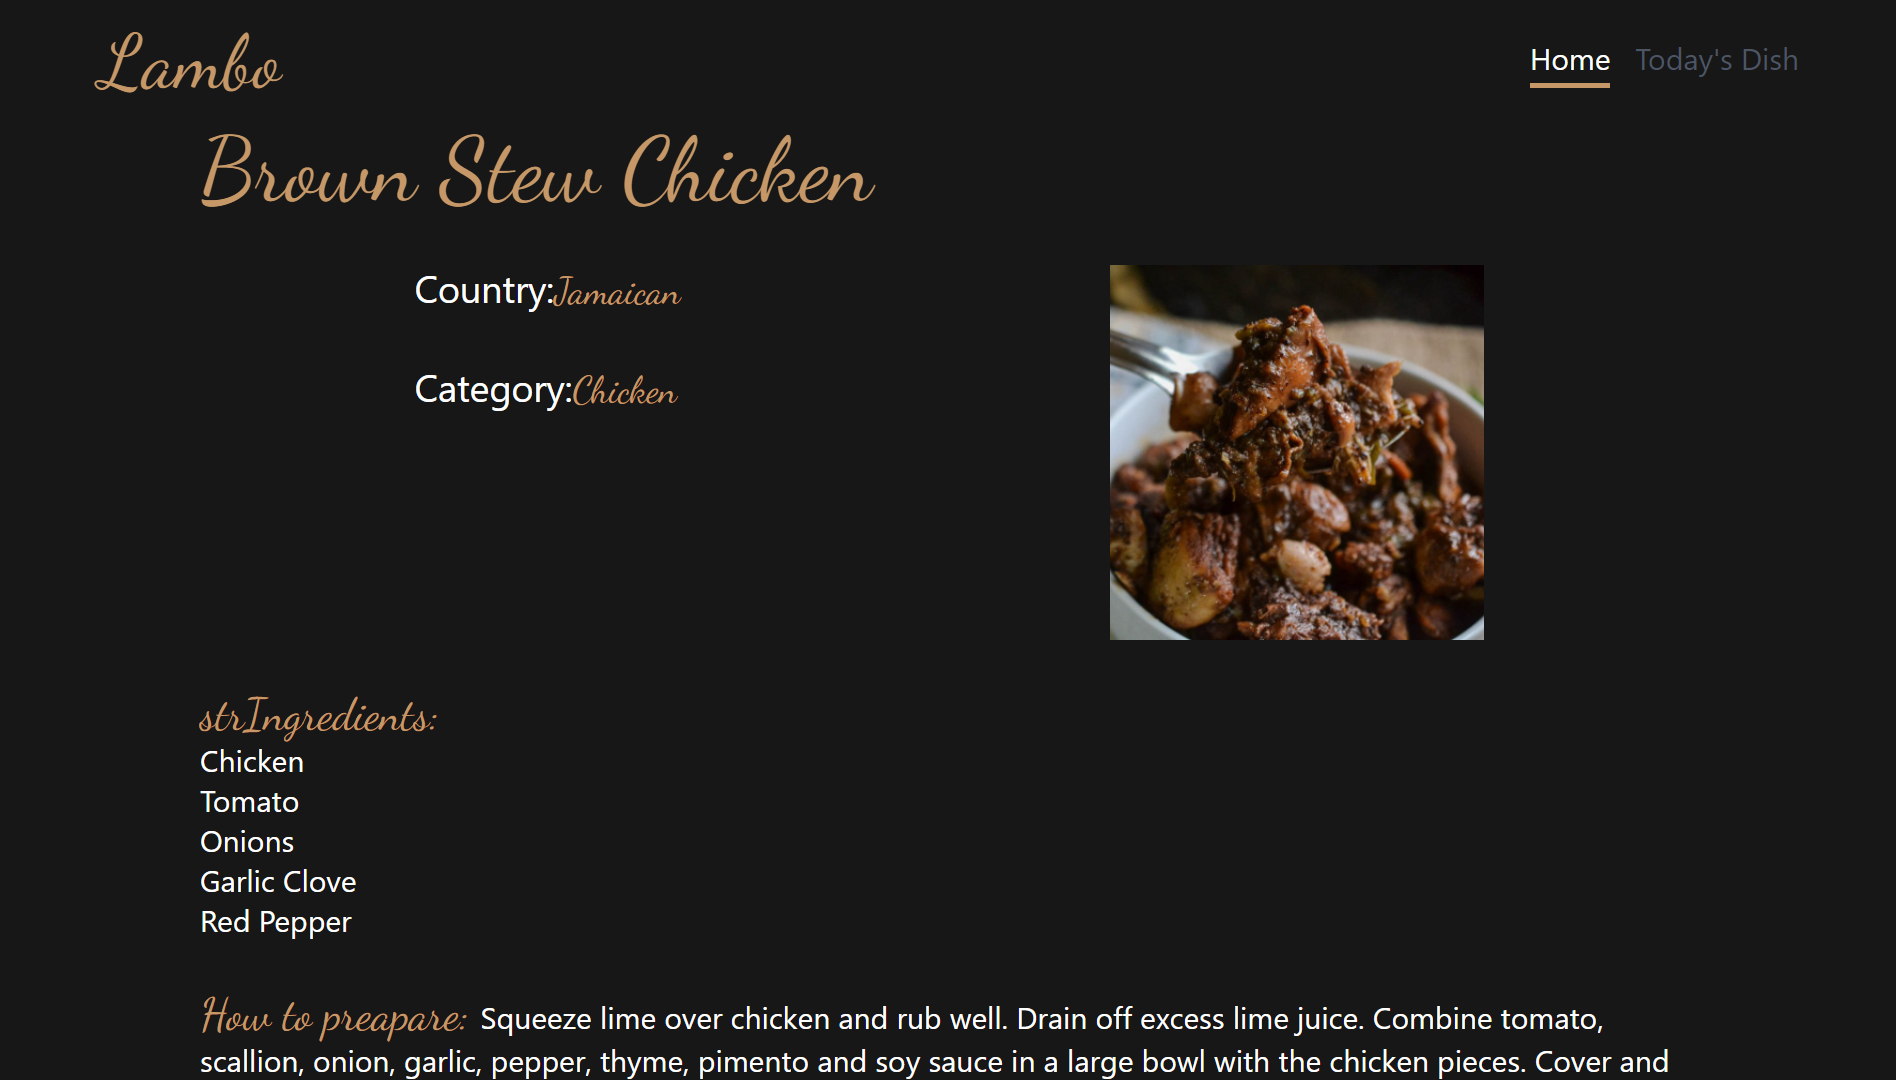 Lambo
Home Today's Dish
Brown Stew Chicken
Country:Jamaican
Category:Chicken
strIngredients:
Chicken
Tomato
Onions
Garlic Clove
Red Pepper
How to preapare: Squeeze lime over chicken and rub well. Drain off excess lime juice. Combine tomato,
scallion, onion, garlic, pepper, thyme, pimento and soy sauce in a large bowl with the chicken pieces. Cover and